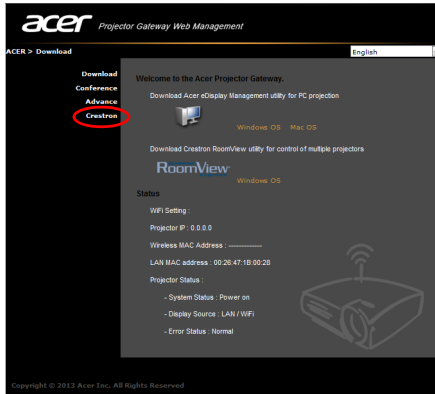 acer Projector Gateway Web Management
ACER > Download
English
Download
Conference
Advance
Crestron
Welcome to the Acer Projector Gateway.
Download Acer eDisplay Management utility for PC projection
Windows OS Mac OS
Download Crestron RoomView utility for control of multiple projectors
RoomView
Windows OS
Status
WiFi Setting :
Projector IP : 0.0.0.0
Wireless MAC Address : ----------------
LAN MAC address : 00:26:47:1B:00:28
Projector Status :
- System Status : Power on
- Display Source : LAN / WiFi
- Error Status : Normal
Copyright © 2013 Acer Inc. All Rights Reserved